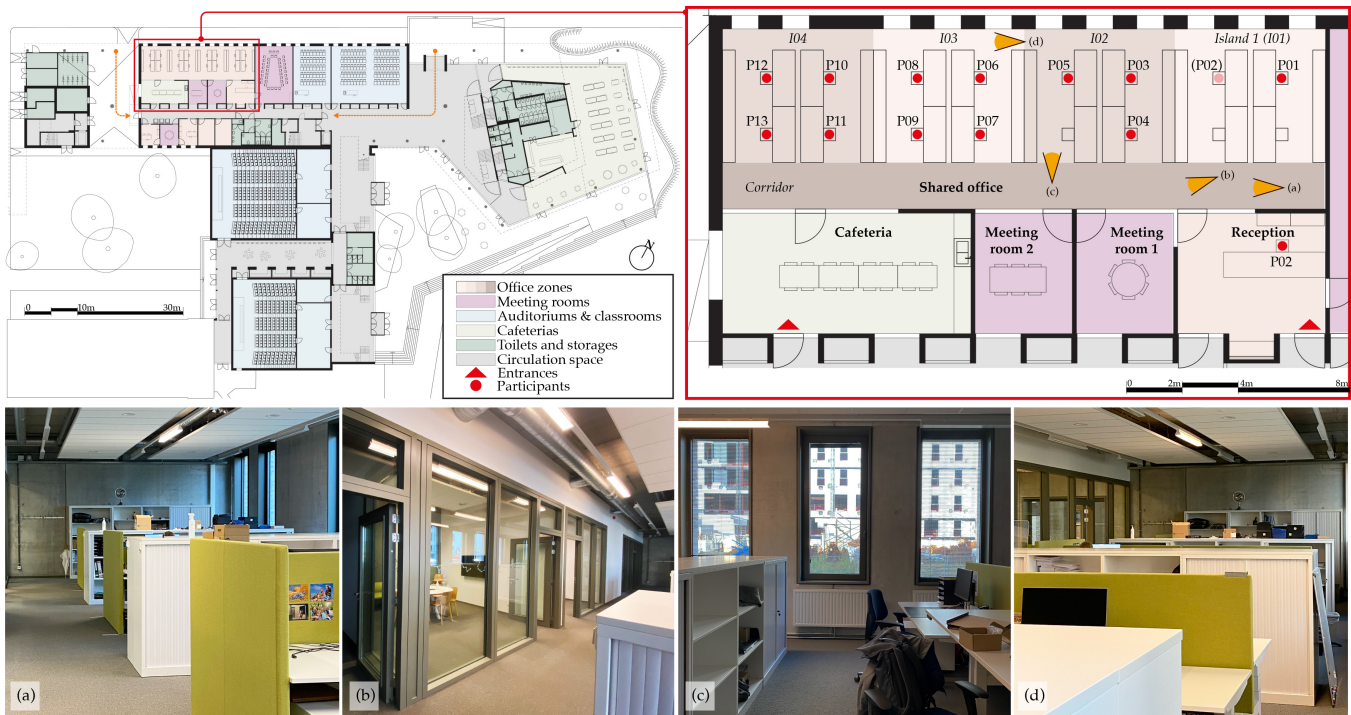 N
0
10m
30m
Office zones
Meeting rooms
Auditoriums & classrooms
Cafeterias
Toilets and storages
Circulation space
Entrances
Participants
I04
I03
(d)
I02
Island 1 (I01)
P12
P10
P08
P06
P05
P03
(P02)
P01
P13
P11
P09
P07
P04
(c)
(b)
(a)
Corridor
Shared office
Cafeteria
Meeting
room 2
Meeting
room 1
Reception
P02
0
2m
4m
8m
(a)
(b)
(c)
(d)